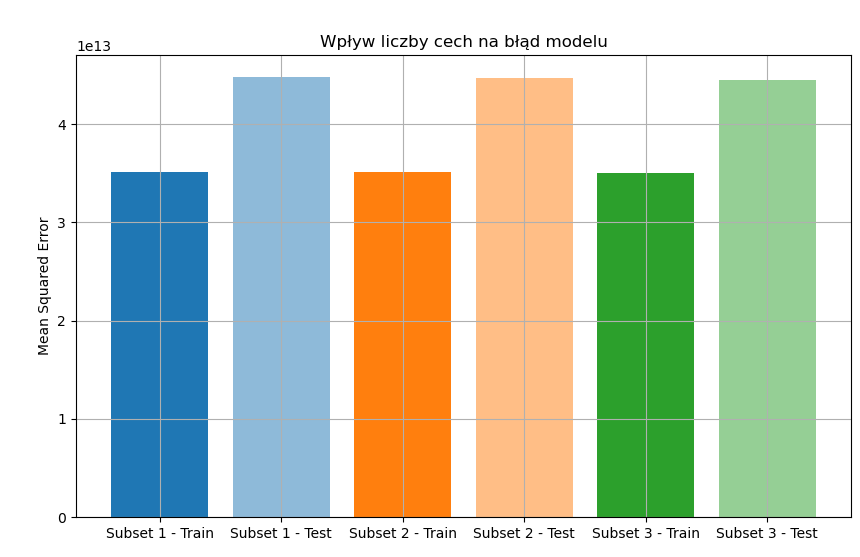 Wpływ liczby cech na błąd modelu
1e13
4
3
2
1
0
Mean Squared Error
Subset 1 - Train Subset 1 - Test Subset 2 - Train Subset 2 - Test Subset 3 - Train Subset 3 - Test